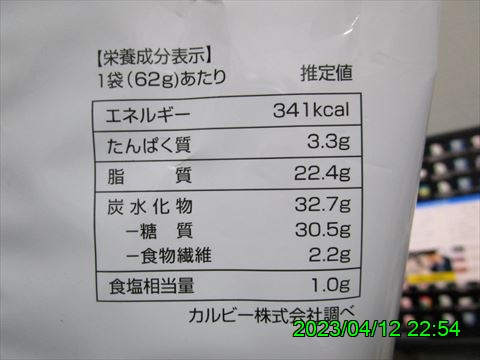 【栄養成分表示】
1袋(62g)あたり 推定値
エネルギー 341kcal
たんぱく質 3.3g
脂質 22.4g
炭水化物 32.7g
－糖質 30.5g
－食物繊維 2.2g
食塩相当量 1.0g
カルビー株式会社調べ
2023/04/12 22:54